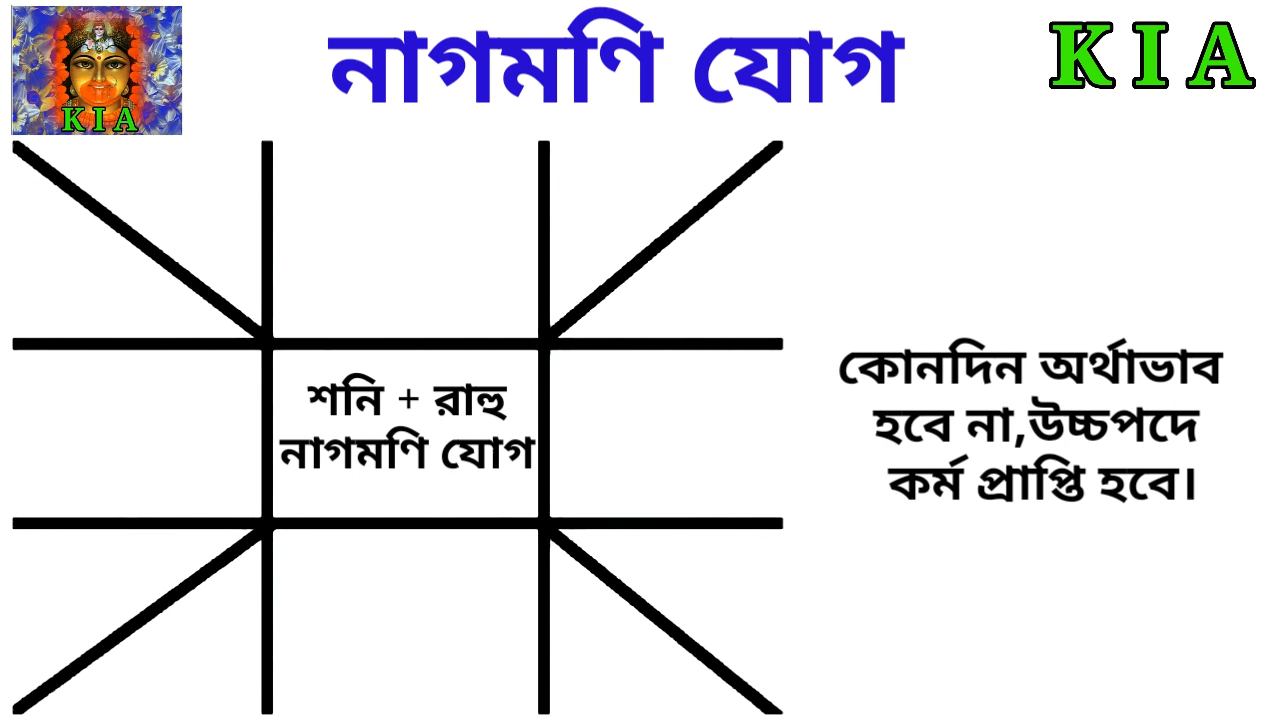 নাগমণি যোগ
K I A
K I A
শনি + রাহু
নাগমণি যোগ
কোনদিন অর্থাভাব
হবে না,উচ্চপদে
কর্ম প্রাপ্তি হবে।